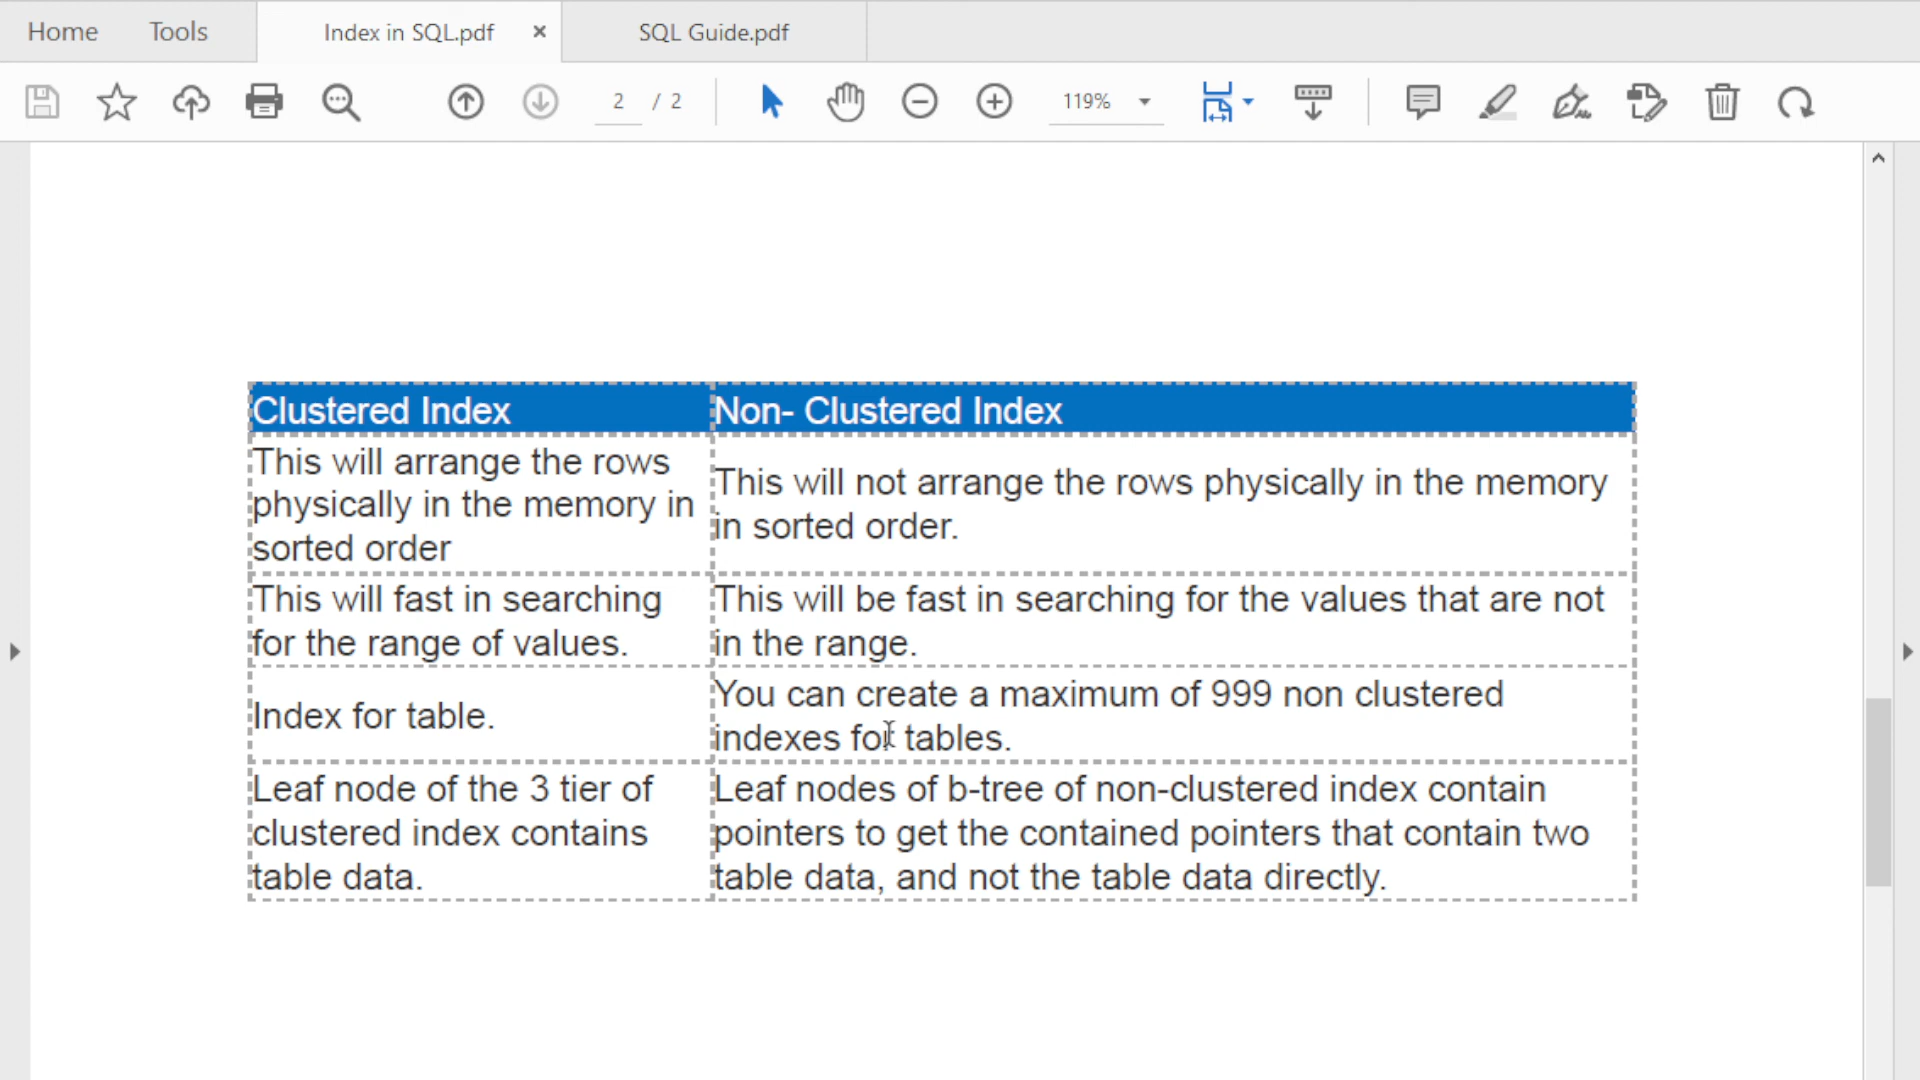 Home Tools Index in SQL.pdf × SQL Guide.pdf
2 / 2 119%
Clustered Index
Non- Clustered Index
This will arrange the rows
physically in the memory in
sorted order
This will not arrange the rows physically in the memory
in sorted order.
This will fast in searching
for the range of values.
This will be fast in searching for the values that are not
in the range.
Index for table.
You can create a maximum of 999 non clustered
indexes for tables.
Leaf node of the 3 tier of
clustered index contains
table data.
Leaf nodes of b-tree of non-clustered index contain
pointers to get the contained pointers that contain two
table data, and not the table data directly.